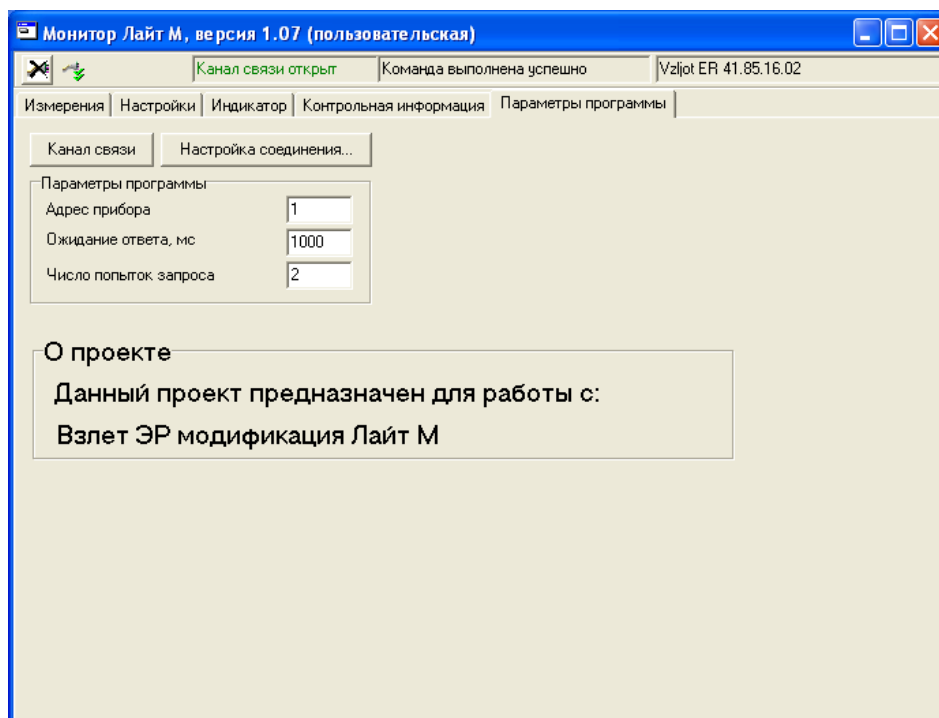 Монитор Лайт М, версия 1.07 (пользовательская)
Канал связи открыт Команда выполнена успешно Vzljot ER 41.85.16.02
Измерения Настройки Индикатор Контрольная информация Параметры программы
Канал связи Настройка соединения...
Параметры программы
Адрес прибора 1
Ожидание ответа, мс 1000
Число попыток запроса 2
О проекте
Данный проект предназначен для работы с:
Взлет ЭР модификация Лайт М